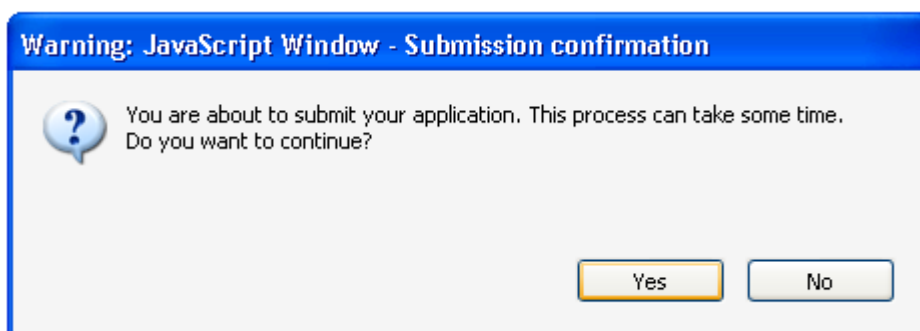 Warning: JavaScript Window - Submission confirmation
You are about to submit your application. This process can take some time.
Do you want to continue?
Yes No